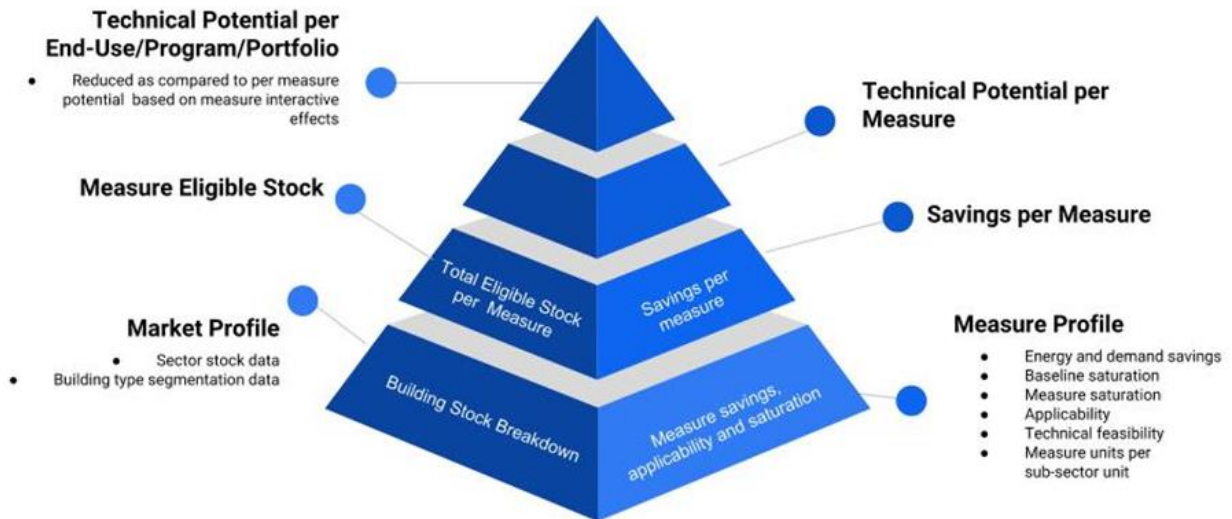 Technical Potential per
End-Use/Program/Portfolio
● Reduced as compared to per measure
potential based on measure interactive
effects
Technical Potential per
Measure
Measure Eligible Stock
Savings per Measure
Total Eligible Stock
per Measure
Savings per
measure
Market Profile
● Sector stock data
● Building type segmentation data
Building Stock Breakdown
Measure savings,
applicability and saturation
Measure Profile
● Energy and demand savings
● Baseline saturation
● Measure saturation
● Applicability
● Technical feasibility
● Measure units per
sub-sector unit